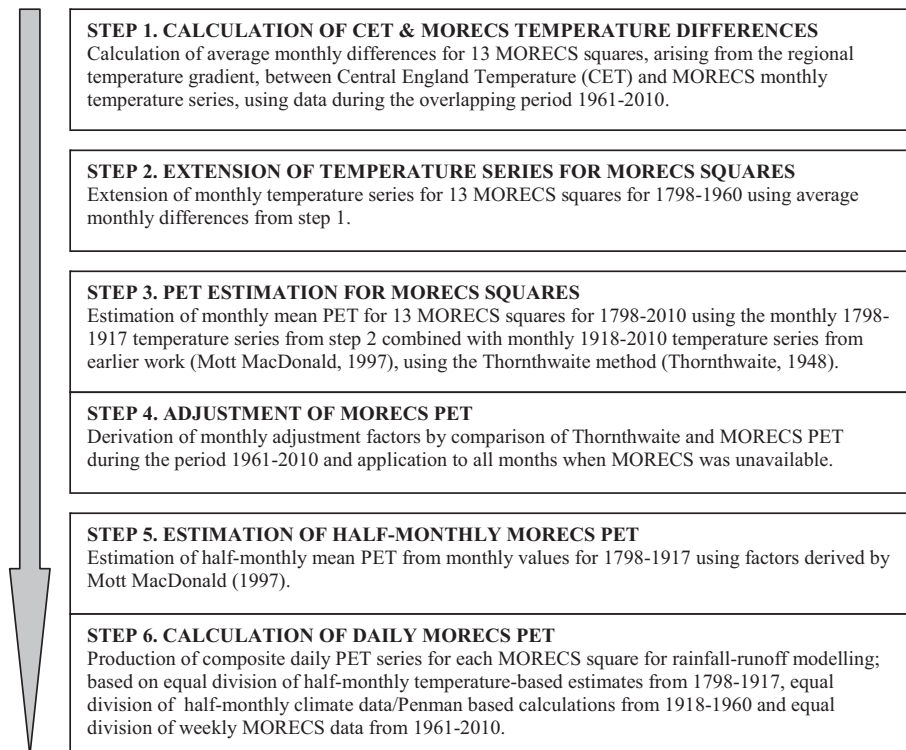 STEP 1. CALCULATION OF CET & MORECS TEMPERATURE DIFFERENCES
Calculation of average monthly differences for 13 MORECS squares, arising from the regional
temperature gradient, between Central England Temperature (CET) and MORECS monthly
temperature series, using data during the overlapping period 1961-2010.
STEP 2. EXTENSION OF TEMPERATURE SERIES FOR MORECS SQUARES
Extension of monthly temperature series for 13 MORECS squares for 1798-1960 using average
monthly differences from step 1.
STEP 3. PET ESTIMATION FOR MORECS SQUARES
Estimation of monthly mean PET for 13 MORECS squares for 1798-2010 using the monthly 1798-
1917 temperature series from step 2 combined with monthly 1918-2010 temperature series from
earlier work (Mott MacDonald, 1997), using the Thornthwaite method (Thornthwaite, 1948).
STEP 4. ADJUSTMENT OF MORECS PET
Derivation of monthly adjustment factors by comparison of Thornthwaite and MORECS PET
during the period 1961-2010 and application to all months when MORECS was unavailable.
STEP 5. ESTIMATION OF HALF-MONTHLY MORECS PET
Estimation of half-monthly mean PET from monthly values for 1798-1917 using factors derived by
Mott MacDonald (1997).
STEP 6. CALCULATION OF DAILY MORECS PET
Production of composite daily PET series for each MORECS square for rainfall-runoff modelling;
based on equal division of half-monthly temperature-based estimates from 1798-1917, equal
division of half-monthly climate data/Penman based calculations from 1918-1960 and equal
division of weekly MORECS data from 1961-2010.